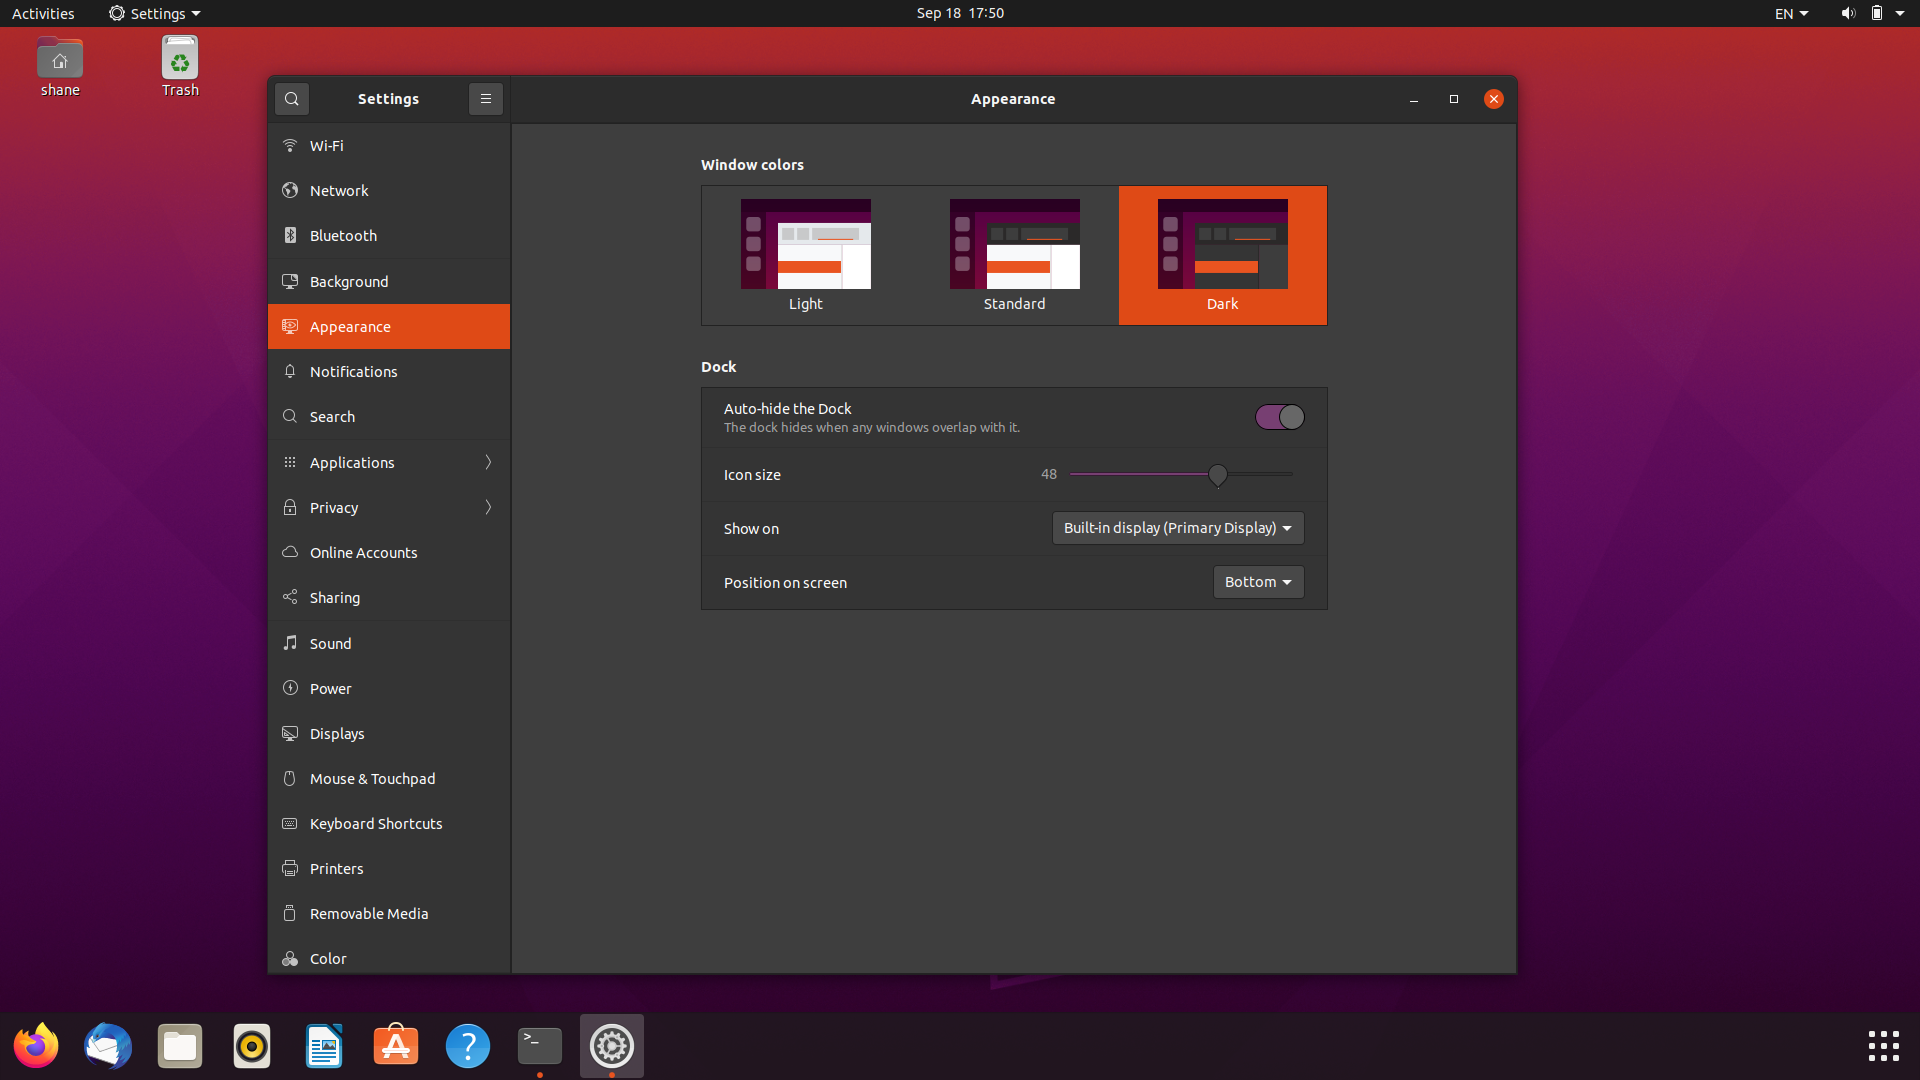 Activities
Settings
Sep 18 17:50
EN
shane
Trash
Settings
Appearance
Wi-Fi
Network
Bluetooth
Background
Appearance
Notifications
Search
Applications
Privacy
Online Accounts
Sharing
Sound
Power
Displays
Mouse & Touchpad
Keyboard Shortcuts
Printers
Removable Media
Color
Window colors
Light
Standard
Dark
Dock
Auto-hide the Dock
The dock hides when any windows overlap with it.
Icon size
48
Show on
Built-in display (Primary Display)
Position on screen
Bottom
?
>_